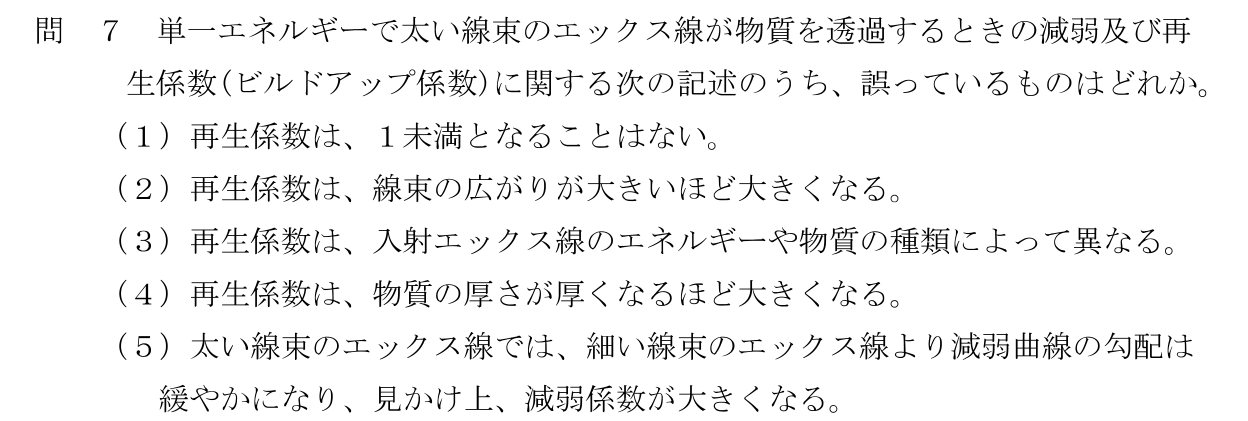 問　７　単一エネルギーで太い線束のエックス線が物質を透過するときの減弱及び再
生係数(ビルドアップ係数)に関する次の記述のうち、誤っているものはどれか。
（１）再生係数は、１未満となることはない。
（２）再生係数は、線束の広がりが大きいほど大きくなる。
（３）再生係数は、入射エックス線のエネルギーや物質の種類によって異なる。
（４）再生係数は、物質の厚さが厚くなるほど大きくなる。
（５）太い線束のエックス線では、細い線束のエックス線より減弱曲線の勾配は
緩やかになり、見かけ上、減弱係数が大きくなる。